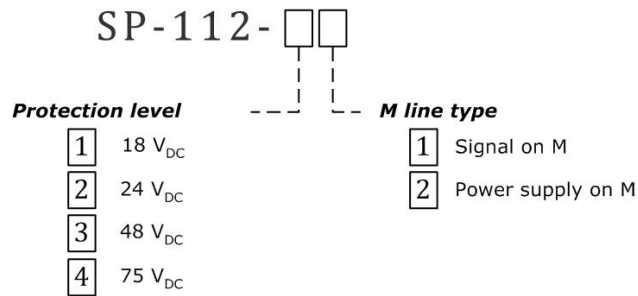 SP-112-
Protection level
1 18 VDC
2 24 VDC
3 48 VDC
4 75 VDC
M line type
1 Signal on M
2 Power supply on M